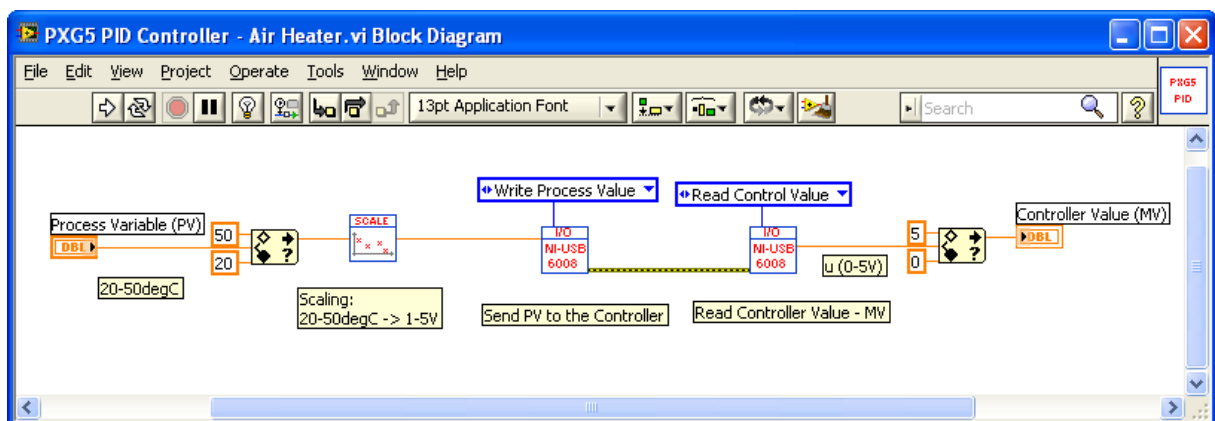 PXG5 PID Controller - Air Heater.vi Block Diagram
File Edit View Project Operate Tools Window Help
13pt Application Font
Search
PXG5
PID
Write Process Value
Read Control Value
Process Variable (PV)
DBL
50
20
SCALE
I/O
NI-USB
6008
I/O
NI-USB
6008
5
0
Controller Value (MV)
DBL
u (0-5V)
20-50degC
Scaling:
20-50degC -> 1-5V
Send PV to the Controller
Read Controller Value - MV